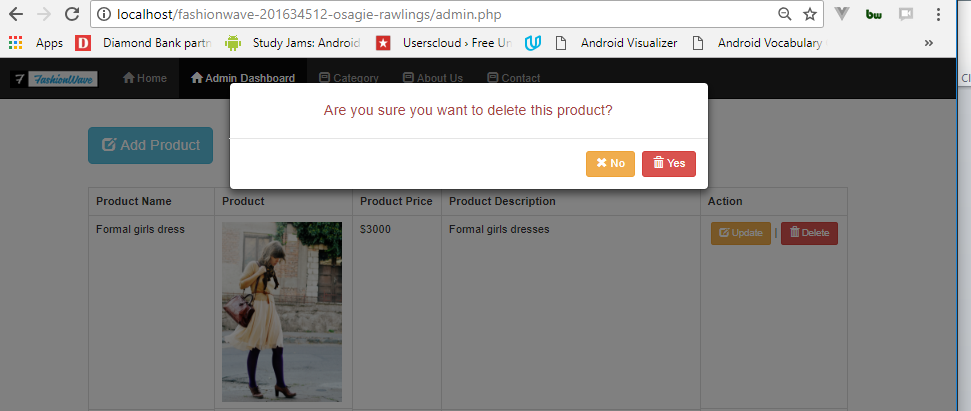 localhost/fashionwave-201634512-osagie-rawlings/admin.php
Apps Diamond Bank partn Study Jams: Android Userscloud › Free Un Android Visualizer Android Vocabulary »
FashionWave Home Admin Dashboard Category About Us Contact
Are you sure you want to delete this product?
No Yes
Add Product
Product Name Product Product Price Product Description Action
Formal girls dress $3000 Formal girls dresses Update | Delete